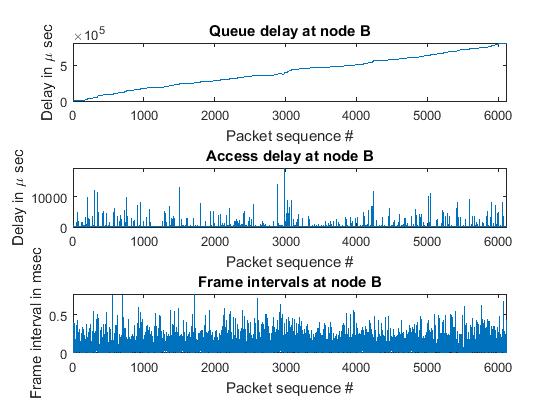 Queue delay at node B
×10^5
Delay in μ sec
5
0
0 1000 2000 3000 4000 5000 6000
Packet sequence #
Access delay at node B
Delay in μ sec
10000
0
0 1000 2000 3000 4000 5000 6000
Packet sequence #
Frame intervals at node B
Frame interval in msec
0.5
0
0 1000 2000 3000 4000 5000 6000
Packet sequence #